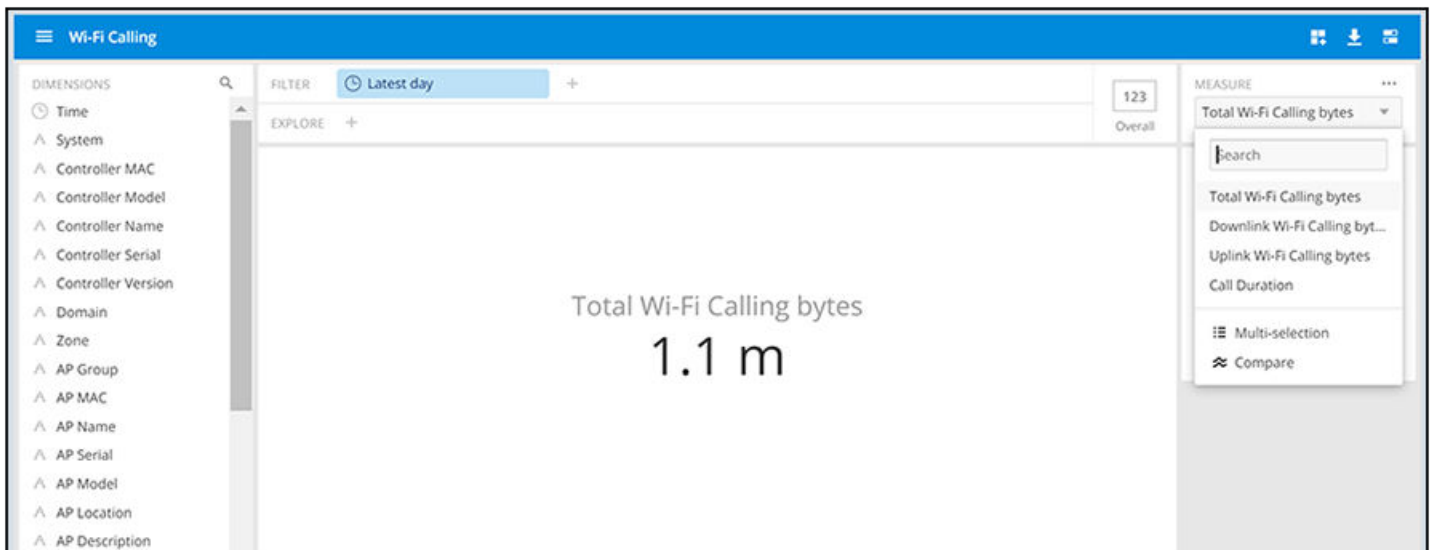 Wi-Fi Calling
DIMENSIONS
Time
System
Controller MAC
Controller Model
Controller Name
Controller Serial
Controller Version
Domain
Zone
AP Group
AP MAC
AP Name
AP Serial
AP Model
AP Location
AP Description
FILTER
Latest day
+
EXPLORE +
123
Overall
Total Wi-Fi Calling bytes
1.1 m
MEASURE
...
Total Wi-Fi Calling bytes
Search
Total Wi-Fi Calling bytes
Downlink Wi-Fi Calling byt...
Uplink Wi-Fi Calling bytes
Call Duration
Multi-selection
Compare